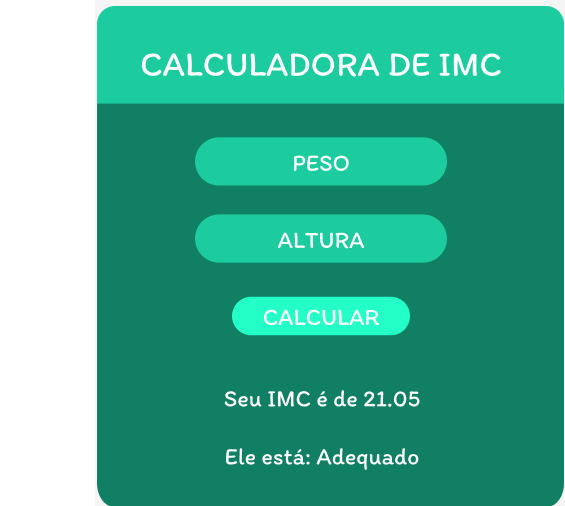 CALCULADORA DE IMC
PESO
ALTURA
CALCULAR
Seu IMC é de 21.05
Ele está: Adequado